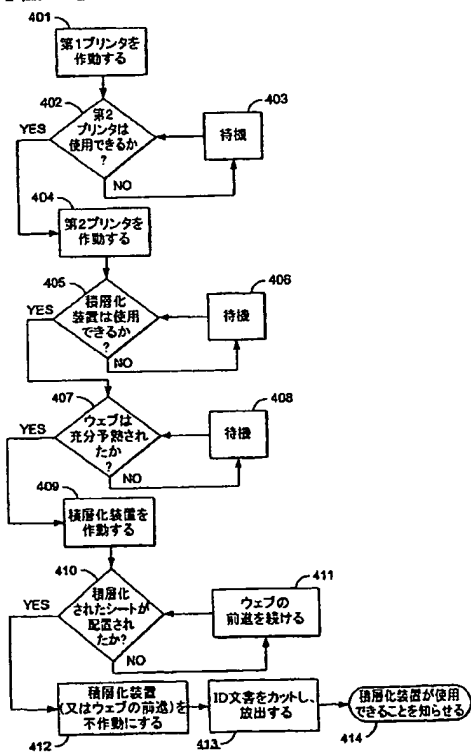 401
第1プリンタを
作動する
402
第2
プリンタは
使用できるか
?
YES
NO
403
待機
404
第2プリンタを
作動する
405
積層化
装置は使用
できるか
?
YES
NO
406
待機
407
ウェブは
充分予熱され
たか
?
YES
NO
408
待機
409
積層化装置を
作動する
410
積層化
されたシートが
配置され
たか?
YES
NO
411
ウェブの
前進を続ける
積層化装置
(又はウェブの前進)を
不作動にする
412
ID文書をカットし、
放出する
413
積層化装置が使用
できることを知らせる
414